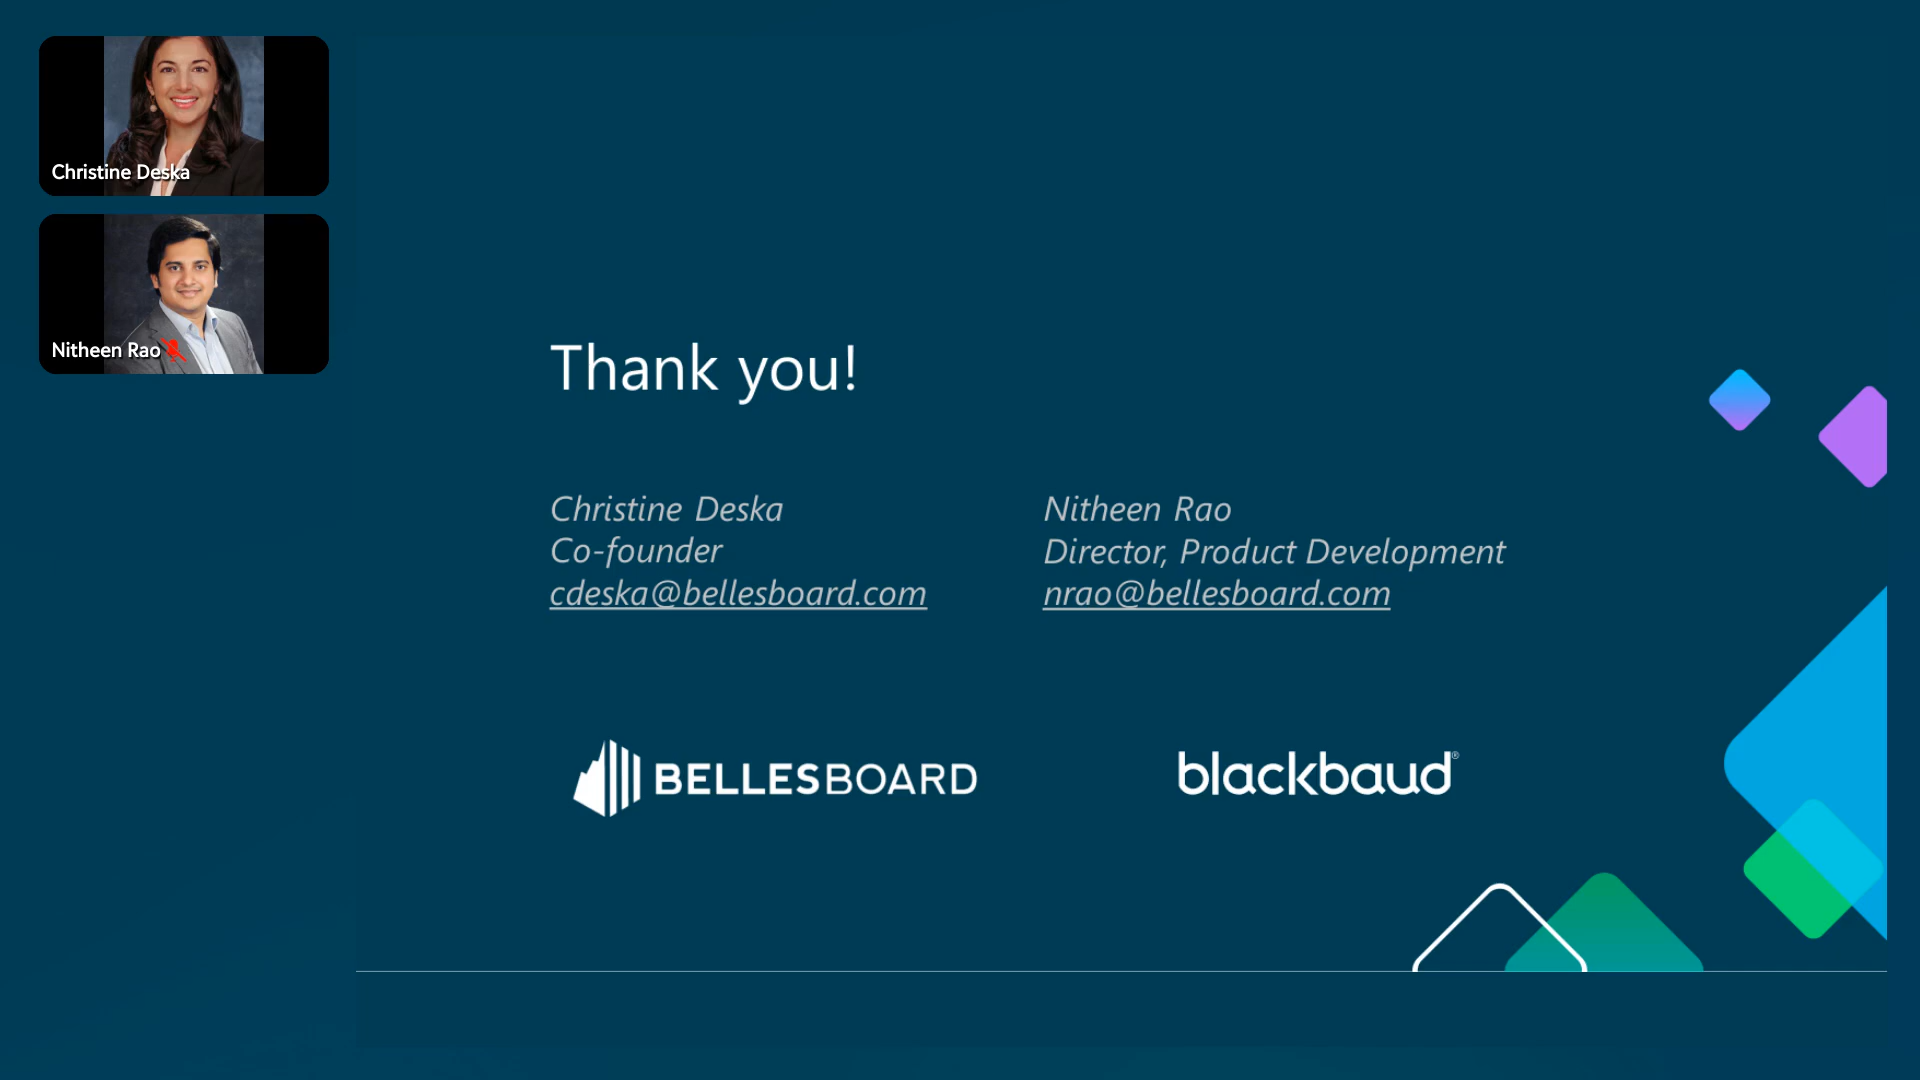 Christine Deska
Nitheen Rao
Thank you!
Christine Deska
Co-founder
cdeska@bellesboard.com
Nitheen Rao
Director, Product Development
nrao@bellesboard.com
BELLESBOARD
blackbaud®